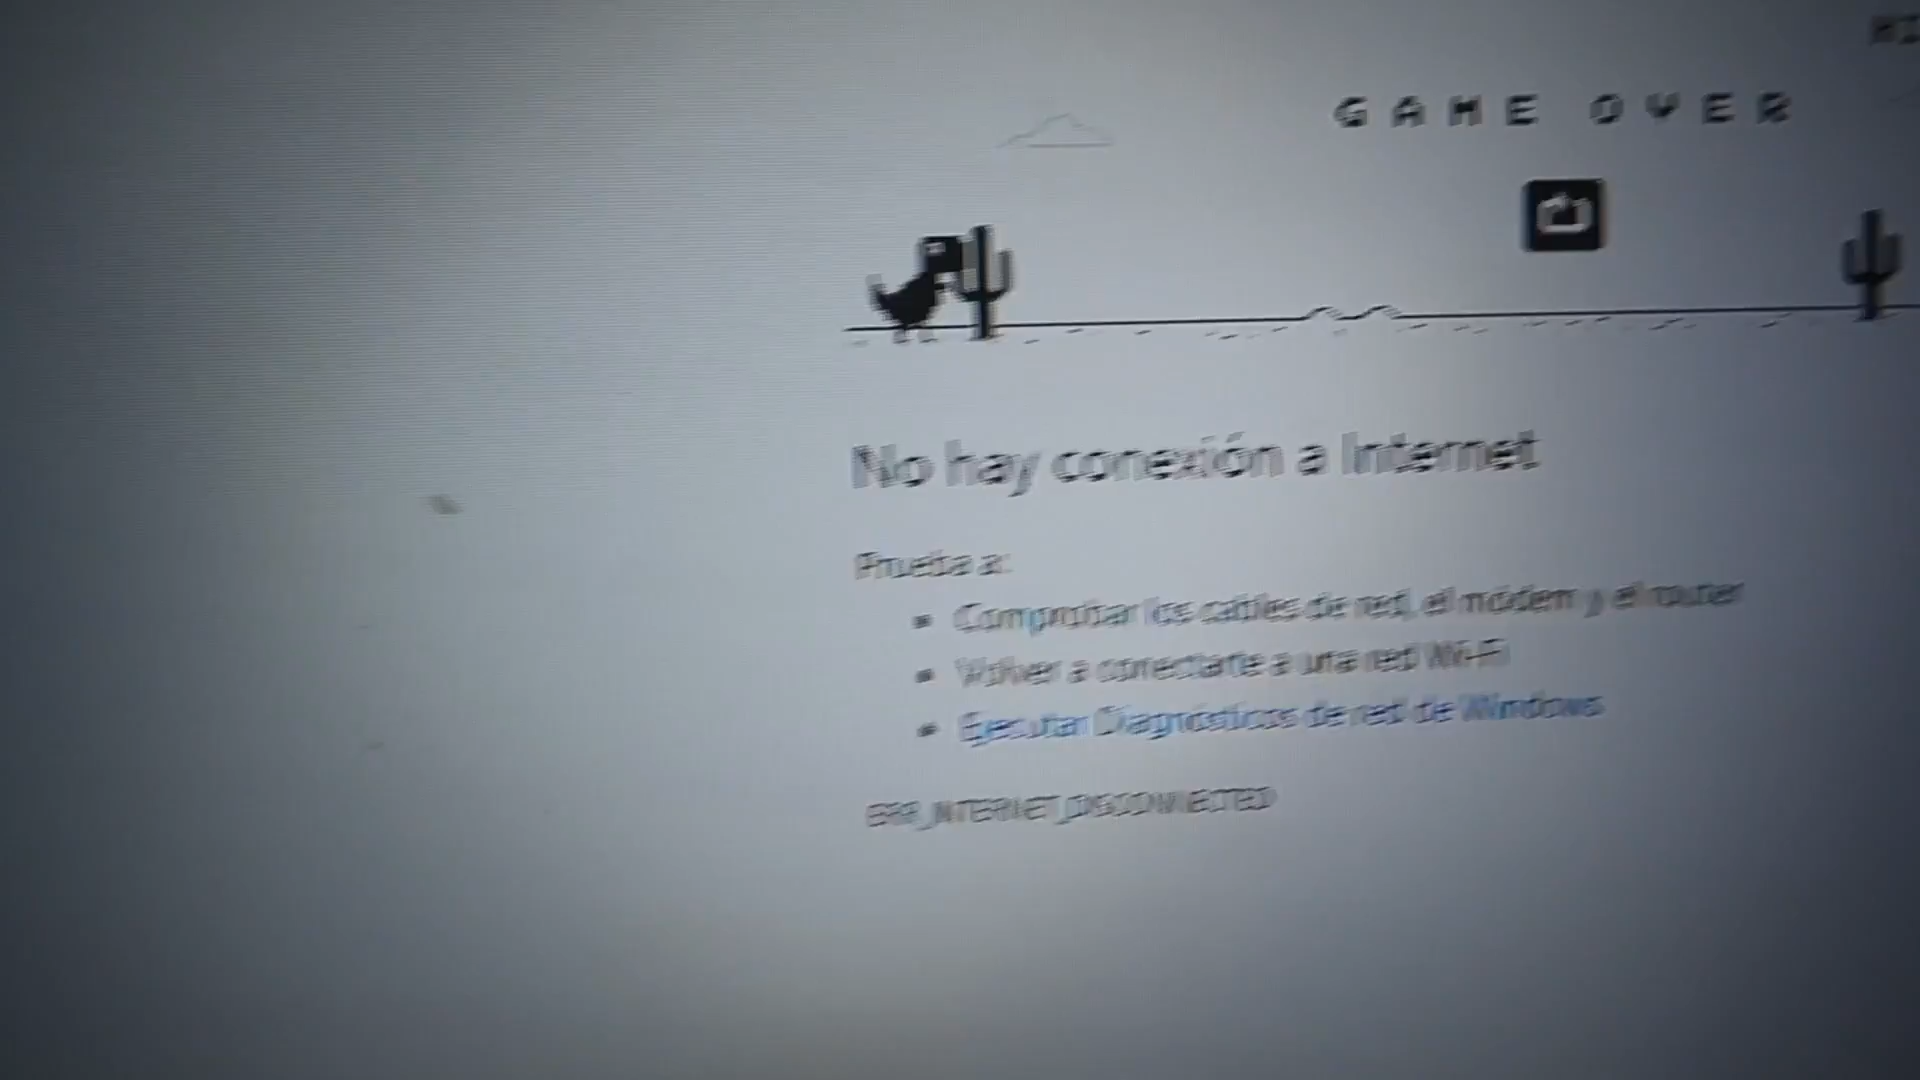 HI
GAME OVER
No hay conexión a Internet
Prueba a:
Comprobar los cables de red, el módem y el router
Volver a conectarte a una red Wi-Fi
Ejecutar Diagnósticos de red de Windows
ERR_INTERNET_DISCONNECTED